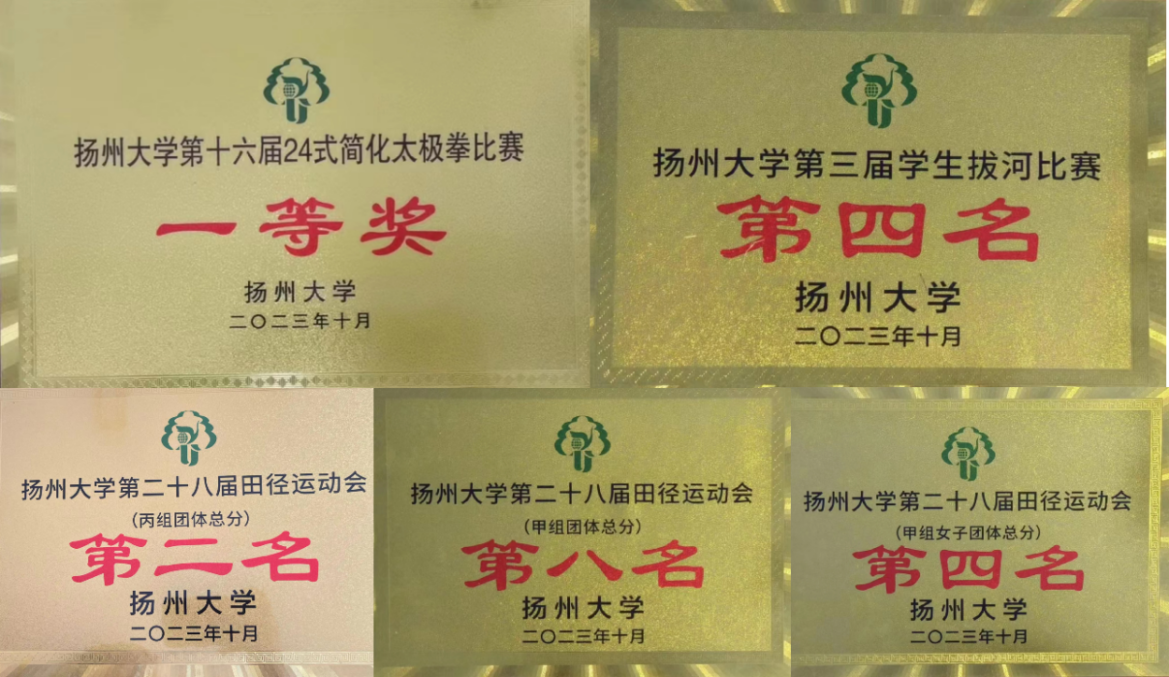 扬州大学第十六届24式简化太极拳比赛
一等奖
扬州大学
二〇二三年十月
扬州大学第三届学生拔河比赛
第四名
扬州大学
二〇二三年十月
扬州大学第二十八届田径运动会
(丙组团体总分)
第二名
扬州大学
二〇二三年十月
扬州大学第二十八届田径运动会
(甲组团体总分)
第八名
扬州大学
二〇二三年十月
扬州大学第二十八届田径运动会
(甲组女子团体总分)
第四名
扬州大学
二〇二三年十月